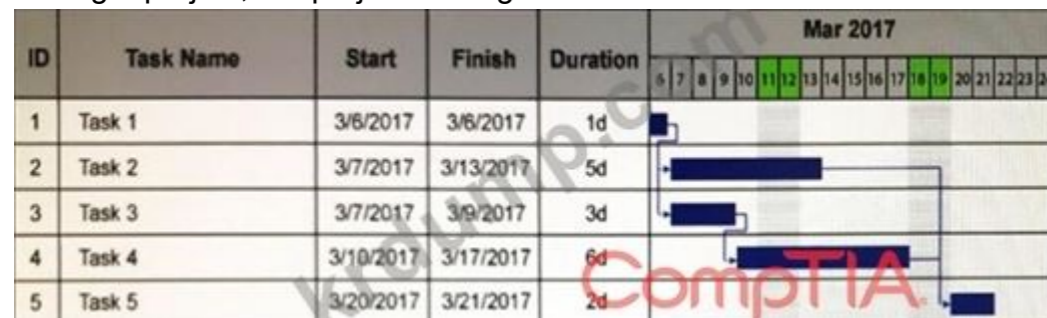 Mar 2017
ID Task Name Start Finish Duration
6 7 8 9 10 11 12 13 14 15 16 17 18 19 20 21 22 23
1 Task 1 3/6/2017 3/6/2017 1d
2 Task 2 3/7/2017 3/13/2017 5d
3 Task 3 3/7/2017 3/9/2017 3d
4 Task 4 3/10/2017 3/17/2017 6d
5 Task 5 3/20/2017 3/21/2017 2d
krdump.com
CompTIA.